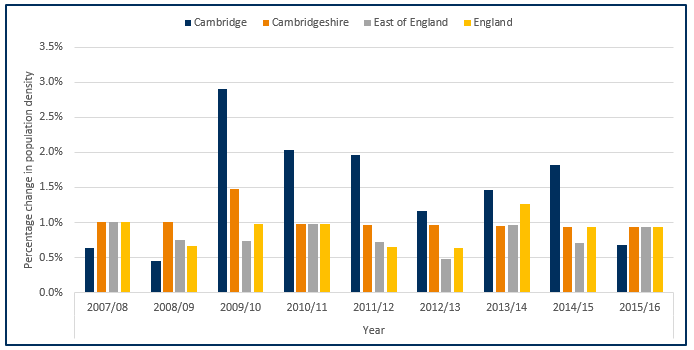 Cambridge Cambridgeshire East of England England
3.5%
3.0%
2.5%
2.0%
1.5%
1.0%
0.5%
0.0%
Percentage change in population density
2007/08 2008/09 2009/10 2010/11 2011/12 2012/13 2013/14 2014/15 2015/16
Year